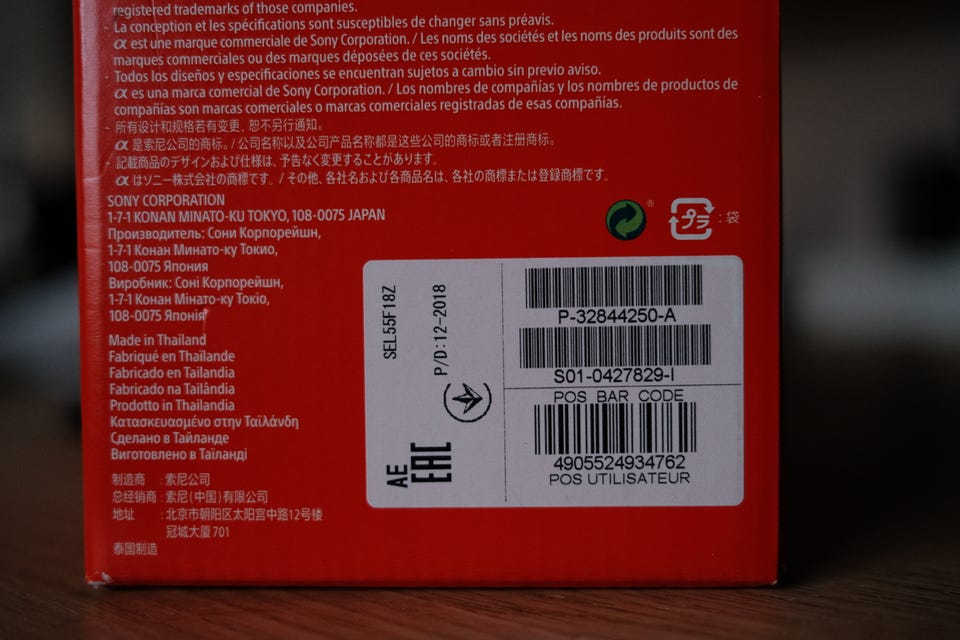 registered trademarks of those companies.
- La conception et les spécifications sont susceptibles de changer sans préavis.
α est une marque commerciale de Sony Corporation. / Les noms des sociétés et les noms des produits sont des
marques commerciales ou des marques déposées de ces sociétés.
- Todos los diseños y especificaciones se encuentran sujetos a cambio sin previo aviso.
α es una marca comercial de Sony Corporation. / Los nombres de compañías y los nombres de productos de
compañías son marcas comerciales o marcas comerciales registradas de esas compañías.
- 所有设计和规格若有变更，恕不另行通知。
α 是索尼公司的商标。/ 公司名称以及公司产品名称都是这些公司的商标或者注册商标。
- 記載商品のデザインおよび仕様は、予告なく変更することがあります。
α はソニー株式会社の商標です。/ その他、各社名および各商品名は、各社の商標または登録商標です。
SONY CORPORATION
1-7-1 KONAN MINATO-KU TOKYO, 108-0075 JAPAN
Производитель: Сони Корпорейшн,
1-7-1 Конан Минато-ку Токио,
108-0075 Япония
Виробник: Соні Корпорейшн,
1-7-1 Конан Мінато-ку Токіо,
108-0075 Японія
Made in Thailand
Fabriqué en Thaïlande
Fabricado en Tailandia
Fabricado na Tailândia
Prodotto in Thailandia
Κατασκευασμένο στην Ταϊλάνδη
Сделано в Тайланде
Виготовлено в Таїланді
制造商 : 索尼公司
总经销商 : 索尼(中国)有限公司
地址 : 北京市朝阳区太阳宫中路12号楼
冠城大厦701
泰国制造
®
プラ : 袋
SEL55F18Z
P/D:12-2018
AE
EAC
P-32844250-A
S01-0427829-I
POS BAR CODE
4905524934762
POS UTILISATEUR